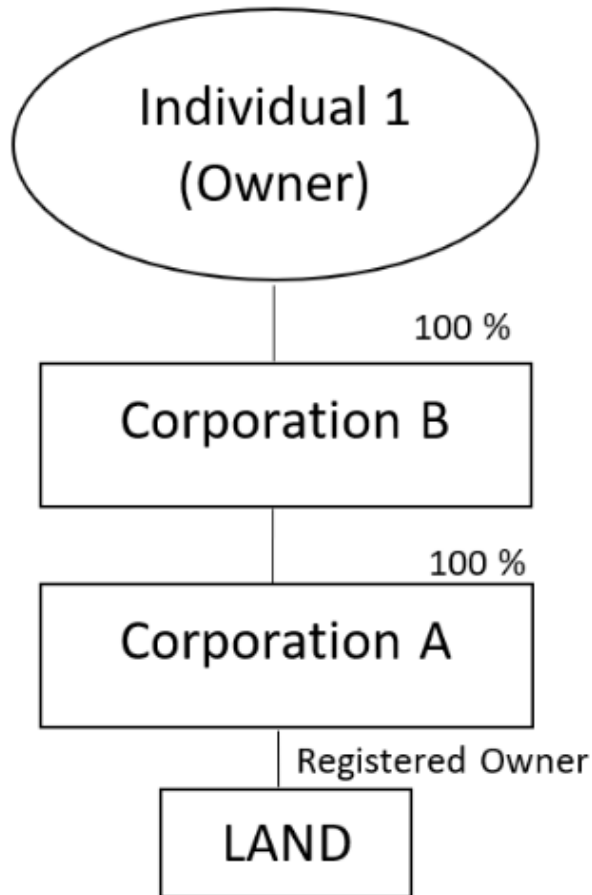 Individual 1
(Owner)
100 %
Corporation B
100 %
Corporation A
Registered Owner
LAND